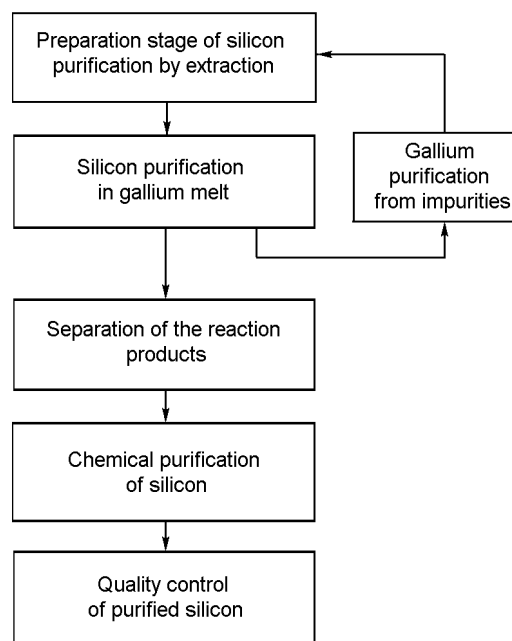 Preparation stage of silicon
purification by extraction
Silicon purification
in gallium melt
Gallium
purification
from impurities
Separation of the reaction
products
Chemical purification
of silicon
Quality control
of purified silicon